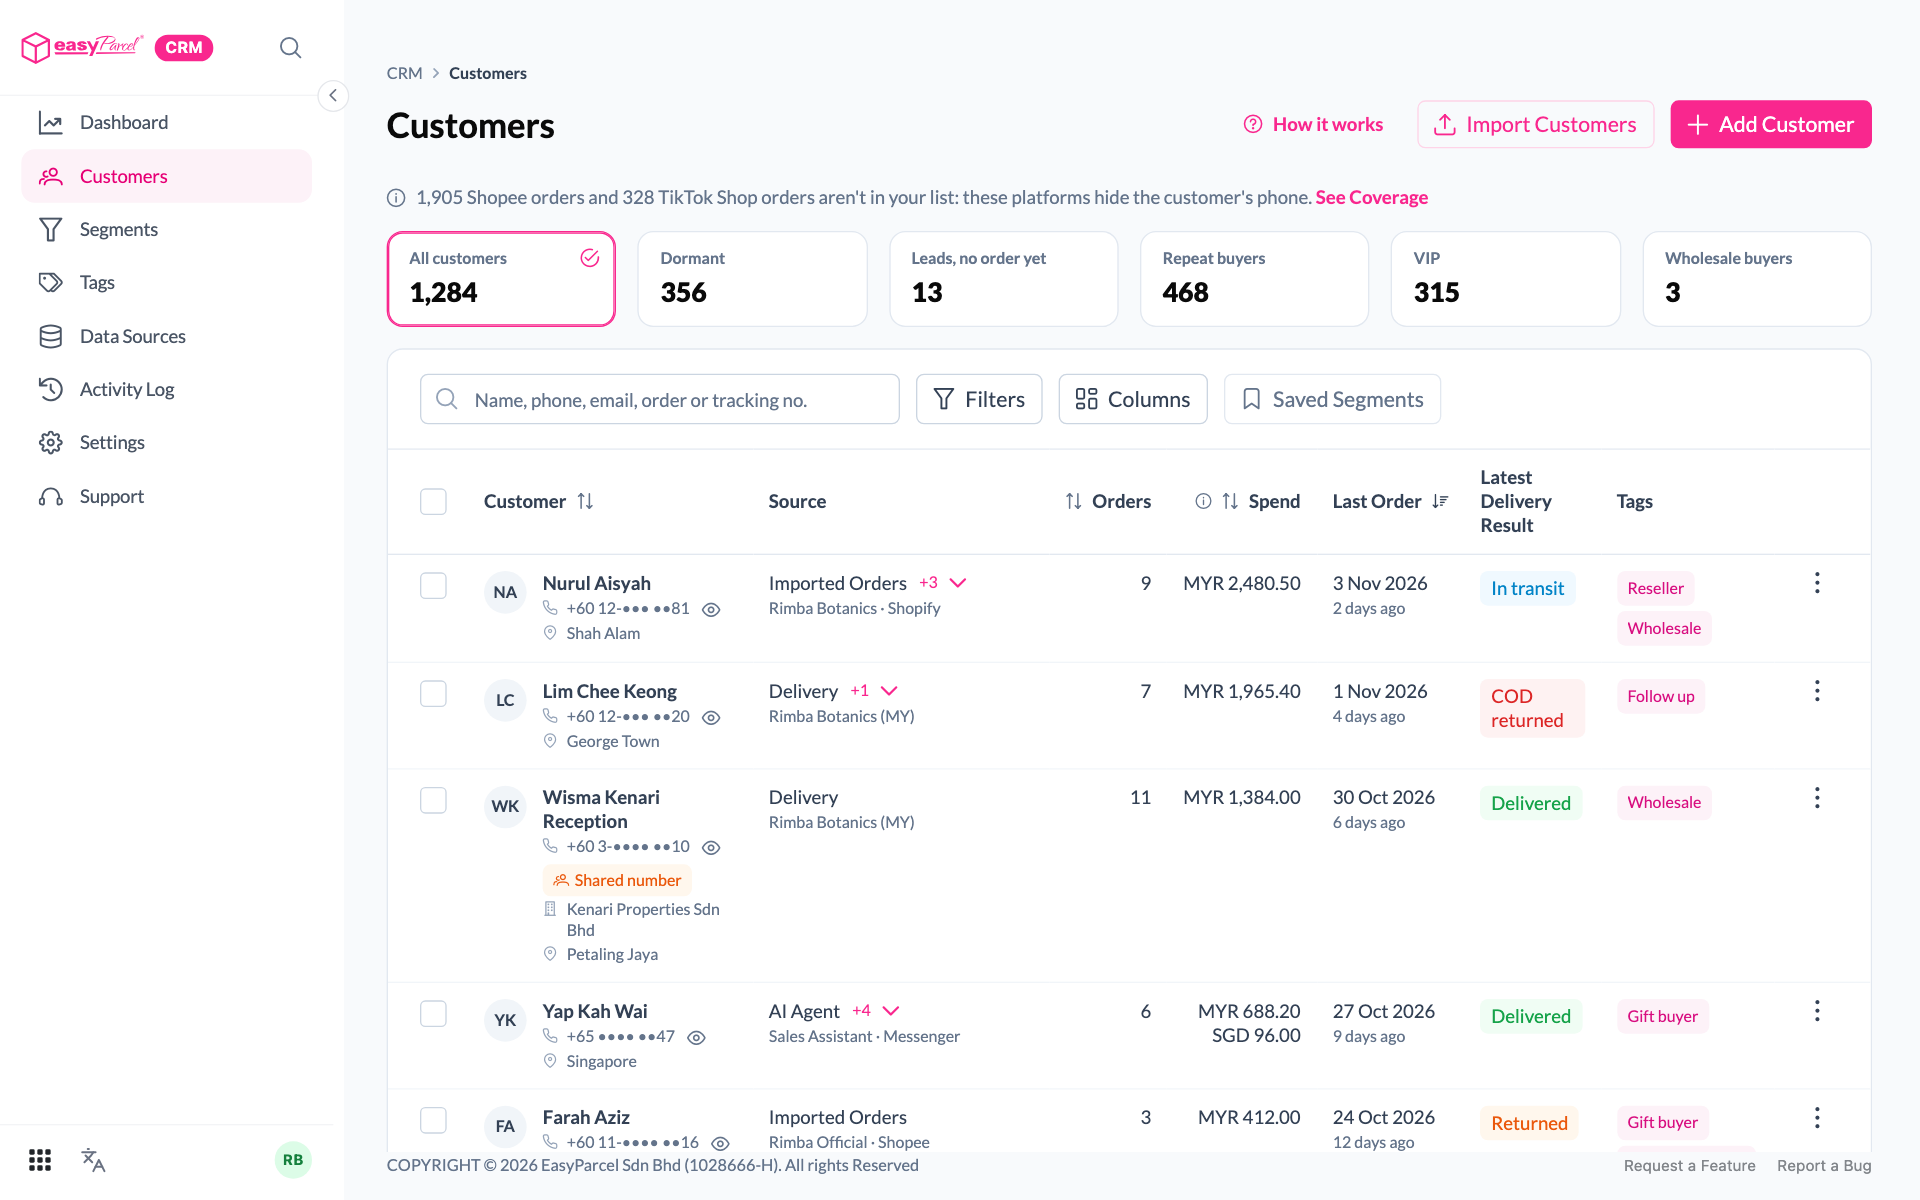 easyParcel CRM
Dashboard
Customers
Segments
Tags
Data Sources
Activity Log
Settings
Support
RB
CRM > Customers
Customers
How it works
Import Customers
Add Customer
1,905 Shopee orders and 328 TikTok Shop orders aren't in your list: these platforms hide the customer's phone. See Coverage
All customers
1,284
Dormant
356
Leads, no order yet
13
Repeat buyers
468
VIP
315
Wholesale buyers
3
Name, phone, email, order or tracking no.
Filters
Columns
Saved Segments
Customer
Source
Orders
Spend
Last Order
Latest
Delivery
Result
Tags
NA
Nurul Aisyah
+60 12-••• ••81
Shah Alam
Imported Orders +3
Rimba Botanics · Shopify
9
MYR 2,480.50
3 Nov 2026
2 days ago
In transit
Reseller
Wholesale
LC
Lim Chee Keong
+60 12-••• ••20
George Town
Delivery +1
Rimba Botanics (MY)
7
MYR 1,965.40
1 Nov 2026
4 days ago
COD
returned
Follow up
WK
Wisma Kenari
Reception
+60 3-•••• ••10
Shared number
Kenari Properties Sdn
Bhd
Petaling Jaya
Delivery
Rimba Botanics (MY)
11
MYR 1,384.00
30 Oct 2026
6 days ago
Delivered
Wholesale
YK
Yap Kah Wai
+65 •••• ••47
Singapore
AI Agent +4
Sales Assistant · Messenger
6
MYR 688.20
SGD 96.00
27 Oct 2026
9 days ago
Delivered
Gift buyer
FA
Farah Aziz
+60 11-•••• ••16
Imported Orders
Rimba Official · Shopee
3
MYR 412.00
24 Oct 2026
12 days ago
Returned
Gift buyer
COPYRIGHT © 2026 EasyParcel Sdn Bhd (1028666-H). All rights Reserved
Request a Feature
Report a Bug